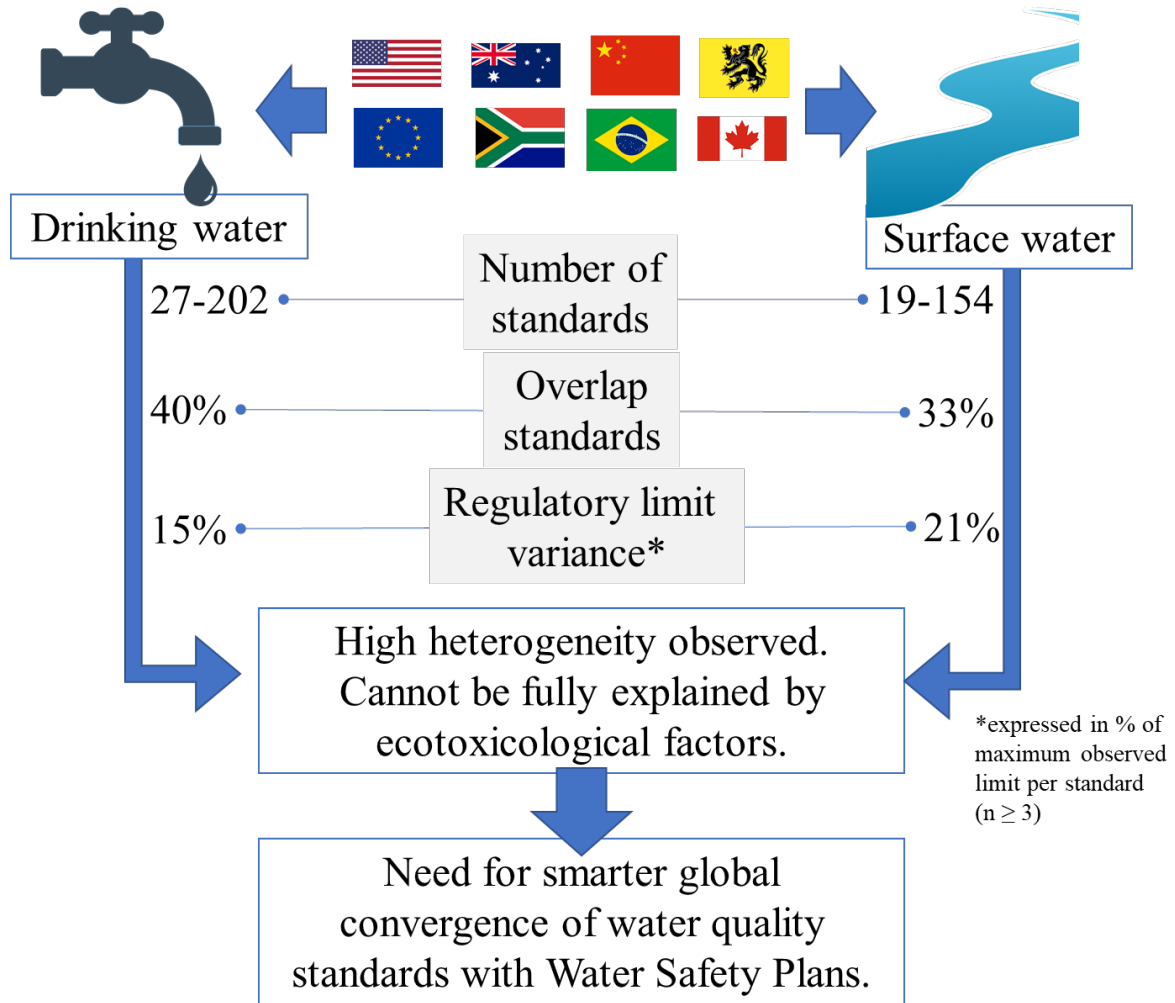 Drinking water
Surface water
Number of
standards
27-202
19-154
Overlap
standards
40%
33%
Regulatory limit
variance*
15%
21%
High heterogeneity observed.
Cannot be fully explained by
ecotoxicological factors.
*expressed in % of
maximum observed
limit per standard
(n ≥ 3)
Need for smarter global
convergence of water quality
standards with Water Safety Plans.